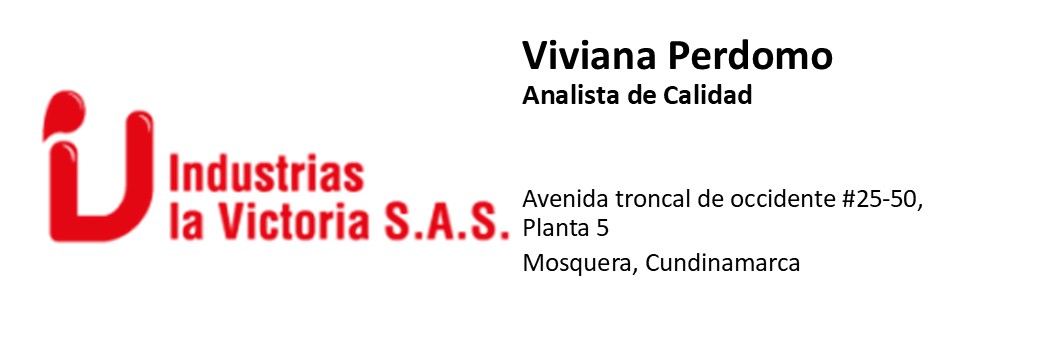 Viviana Perdomo
Analista de Calidad
Industrias
la Victoria S.A.S.
Avenida troncal de occidente #25-50,
Planta 5
Mosquera, Cundinamarca